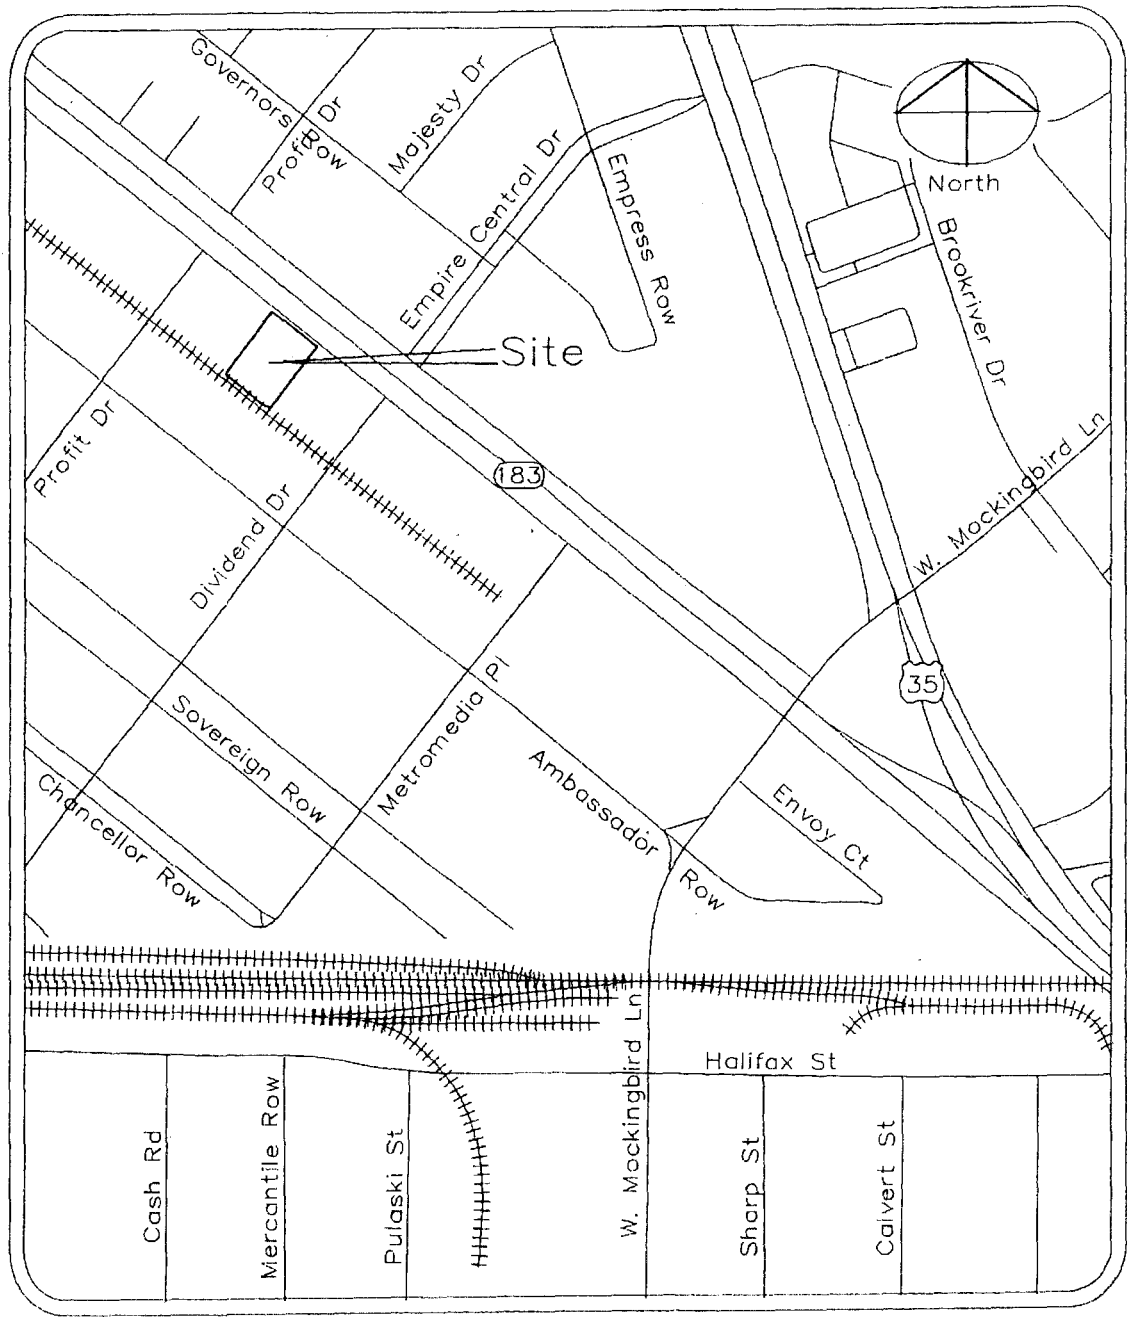 Governors Row
Profit Dr
Majesty Dr
Empire Central Dr
Empress Row
North
Brookriver Dr
Site
Profit Dr
183
W. Mockingbird Ln
Dividend Dr
Metromedia Pl
35
Sovereign Row
Ambassador Row
Envoy Ct
Chancellor Row
Halifax St
Cash Rd
Mercantile Row
Pulaski St
W. Mockingbird Ln
Sharp St
Calvert St